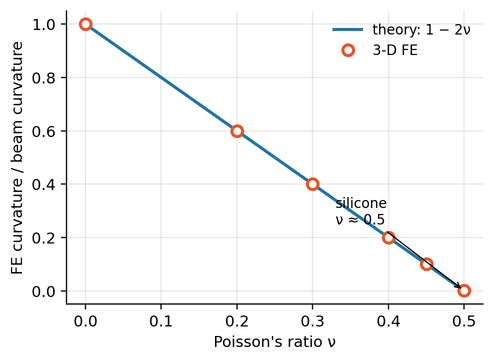 theory: 1 − 2ν
3-D FE
silicone
ν ≈ 0.5
FE curvature / beam curvature
1.0
0.8
0.6
0.4
0.2
0.0
0.0 0.1 0.2 0.3 0.4 0.5
Poisson's ratio ν